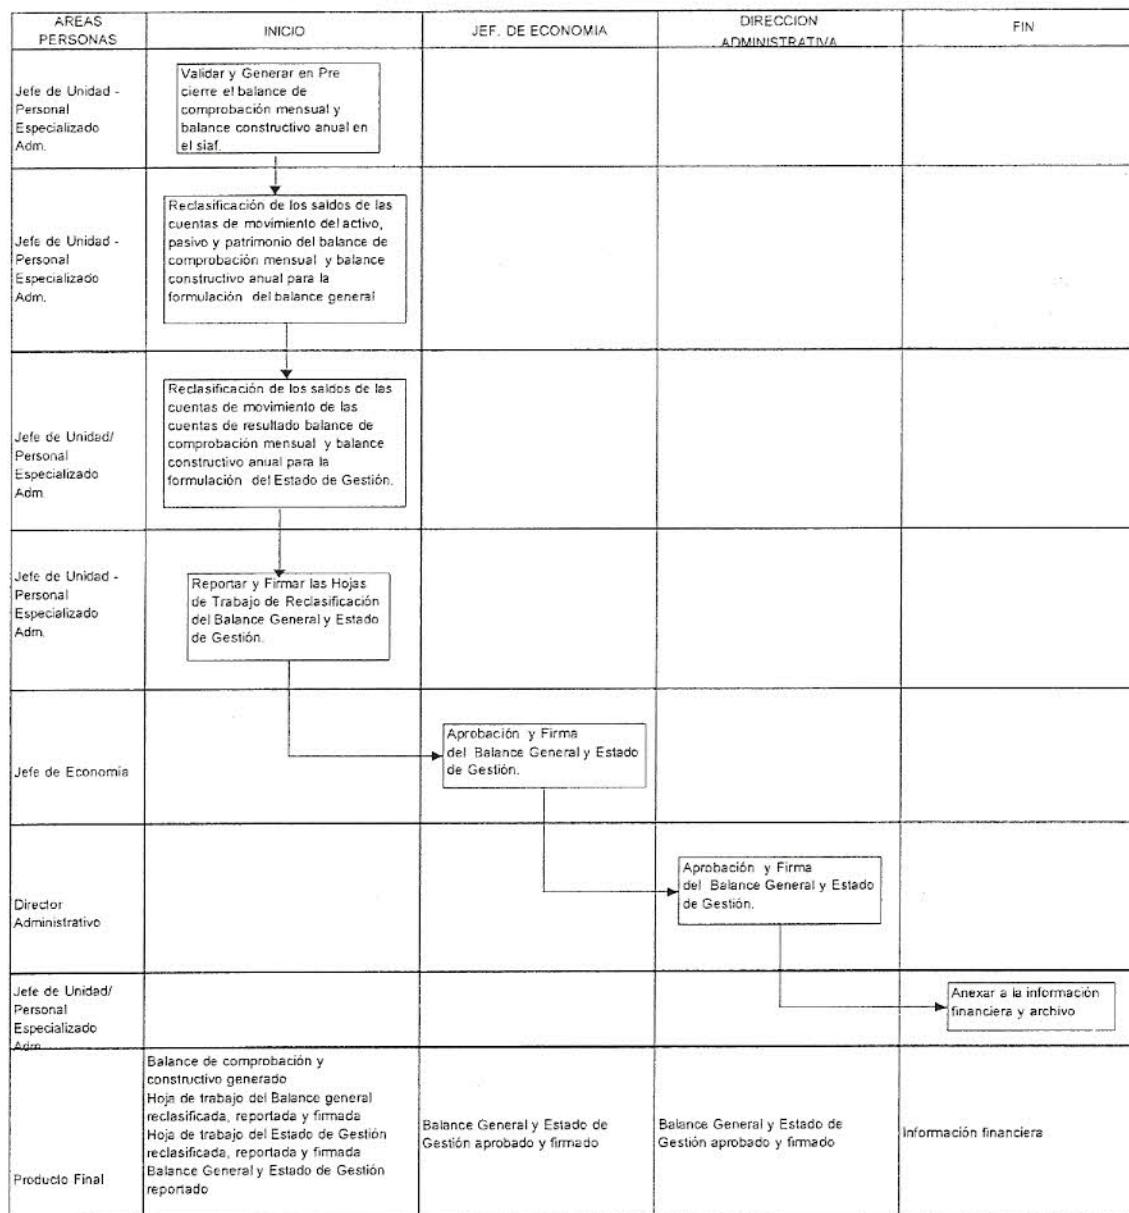 AREAS
PERSONAS
INICIO
JEF. DE ECONOMIA
DIRECCION
ADMINISTRATIVA
FIN
Jefe de Unidad -
Personal
Especializado
Adm.
Validar y Generar en Pre
cierre el balance de
comprobación mensual y
balance constructivo anual en
el siaf.
Jefe de Unidad -
Personal
Especializado
Adm.
Reclasificación de los saldos de las
cuentas de movimiento del activo,
pasivo y patrimonio del balance de
comprobación mensual y balance
constructivo anual para la
formulación del balance general
Jefe de Unidad/
Personal
Especializado
Adm
Reclasificación de los saldos de las
cuentas de movimiento de las
cuentas de resultado balance de
comprobación mensual y balance
constructivo anual para la
formulación del Estado de Gestión.
Jefe de Unidad -
Personal
Especializado
Adm.
Reportar y Firmar las Hojas
de Trabajo de Reclasificación
del Balance General y Estado
de Gestión.
Jefe de Economia
Aprobación y Firma
del Balance General y Estado
de Gestión.
Director
Administrativo
Aprobación y Firma
del Balance General y Estado
de Gestión.
Jefe de Unidad/
Personal
Especializado
Adm
Anexar a la información
financiera y archivo
Producto Final
Balance de comprobación y
constructivo generado
Hoja de trabajo del Balance general
reclasificada, reportada y firmada
Hoja de trabajo del Estado de Gestión
reclasificada, reportada y firmada
Balance General y Estado de Gestión
reportado
Balance General y Estado de
Gestión aprobado y firmado
Balance General y Estado de
Gestión aprobado y firmado
Información financiera